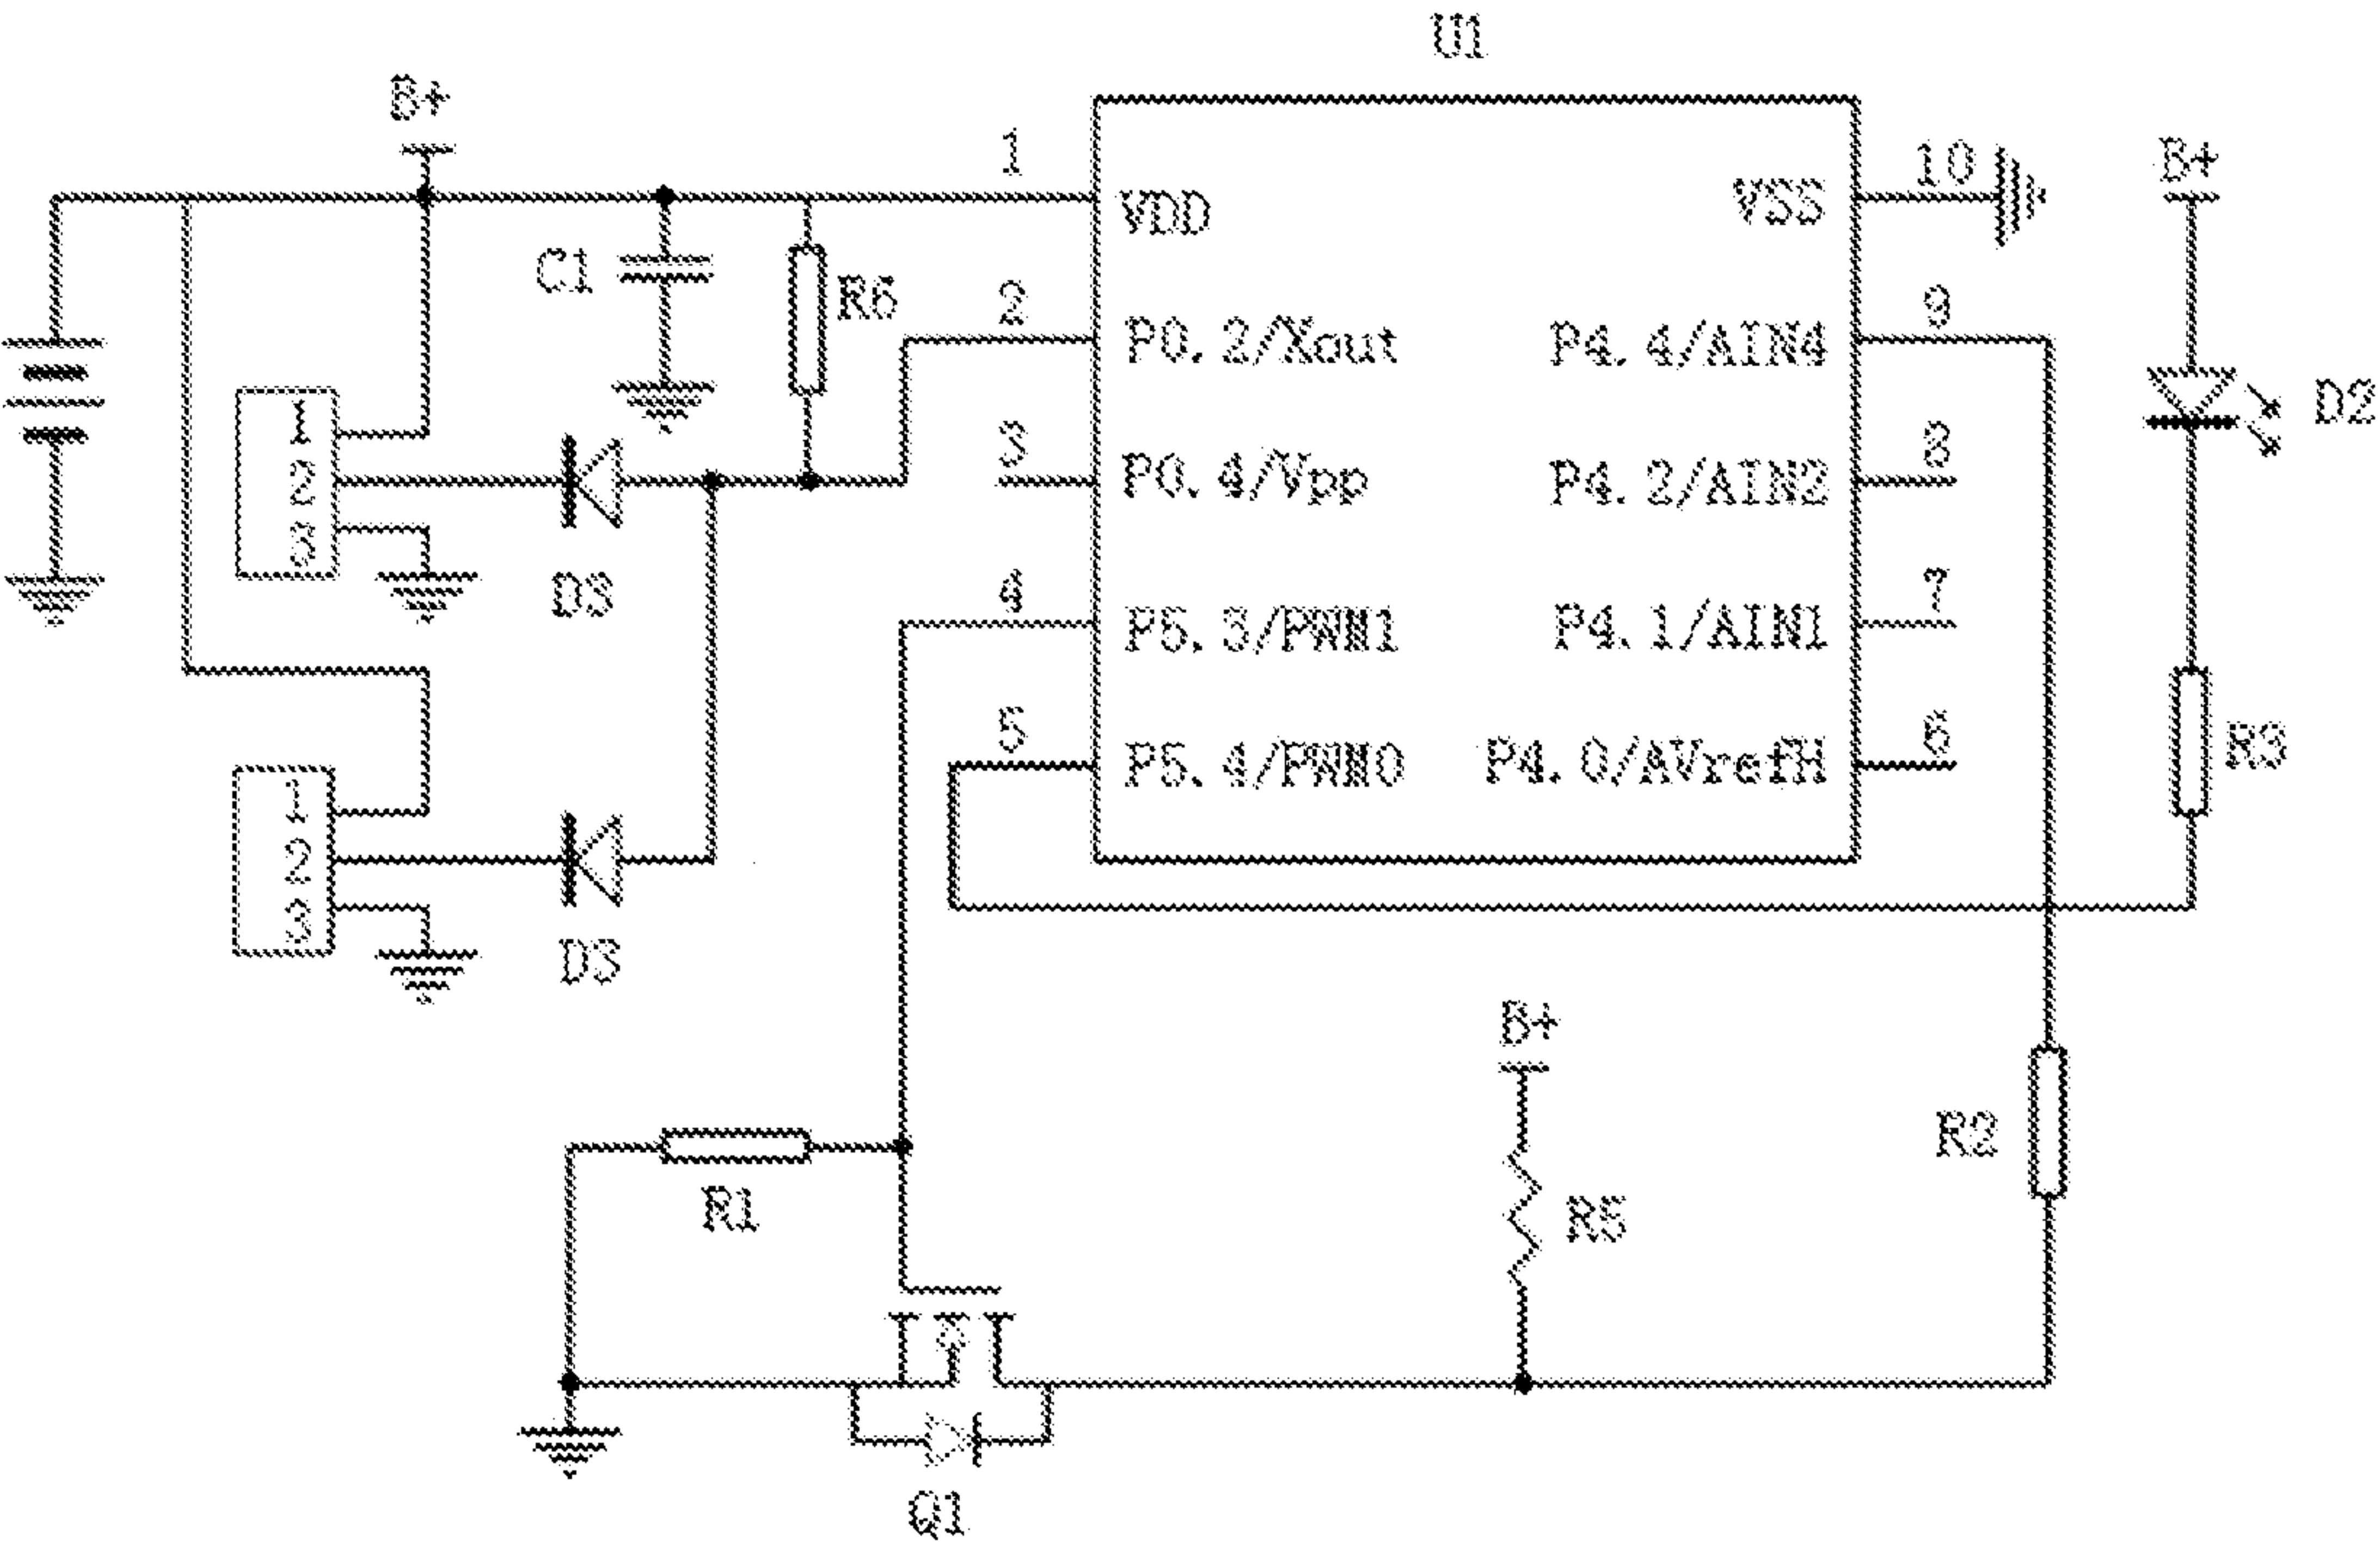 U1
B+
1
10
B+
VDD
VSS
C1
R6
2
9
P0.2/Xout
P4.4/AIN4
D2
1
2
3
3
8
P0.4/Vpp
P4.2/AIN2
D3
4
7
P5.3/PWM1
P4.1/AIN1
5
6
P5.4/PWM0
P4.0/AVrefH
R3
1
2
3
D3
B+
R2
R1
R5
Q1